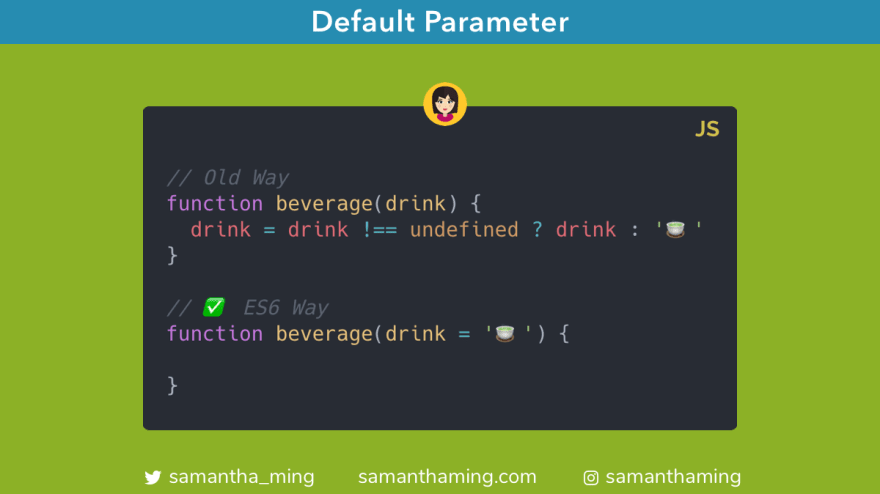 Default Parameter
JS
// Old Way
function beverage(drink) {
  drink = drink !== undefined ? drink : '🍵 '
}
// ✅ ES6 Way
function beverage(drink = '🍵 ') {
}
samantha_ming samanthaming.com samanthaming